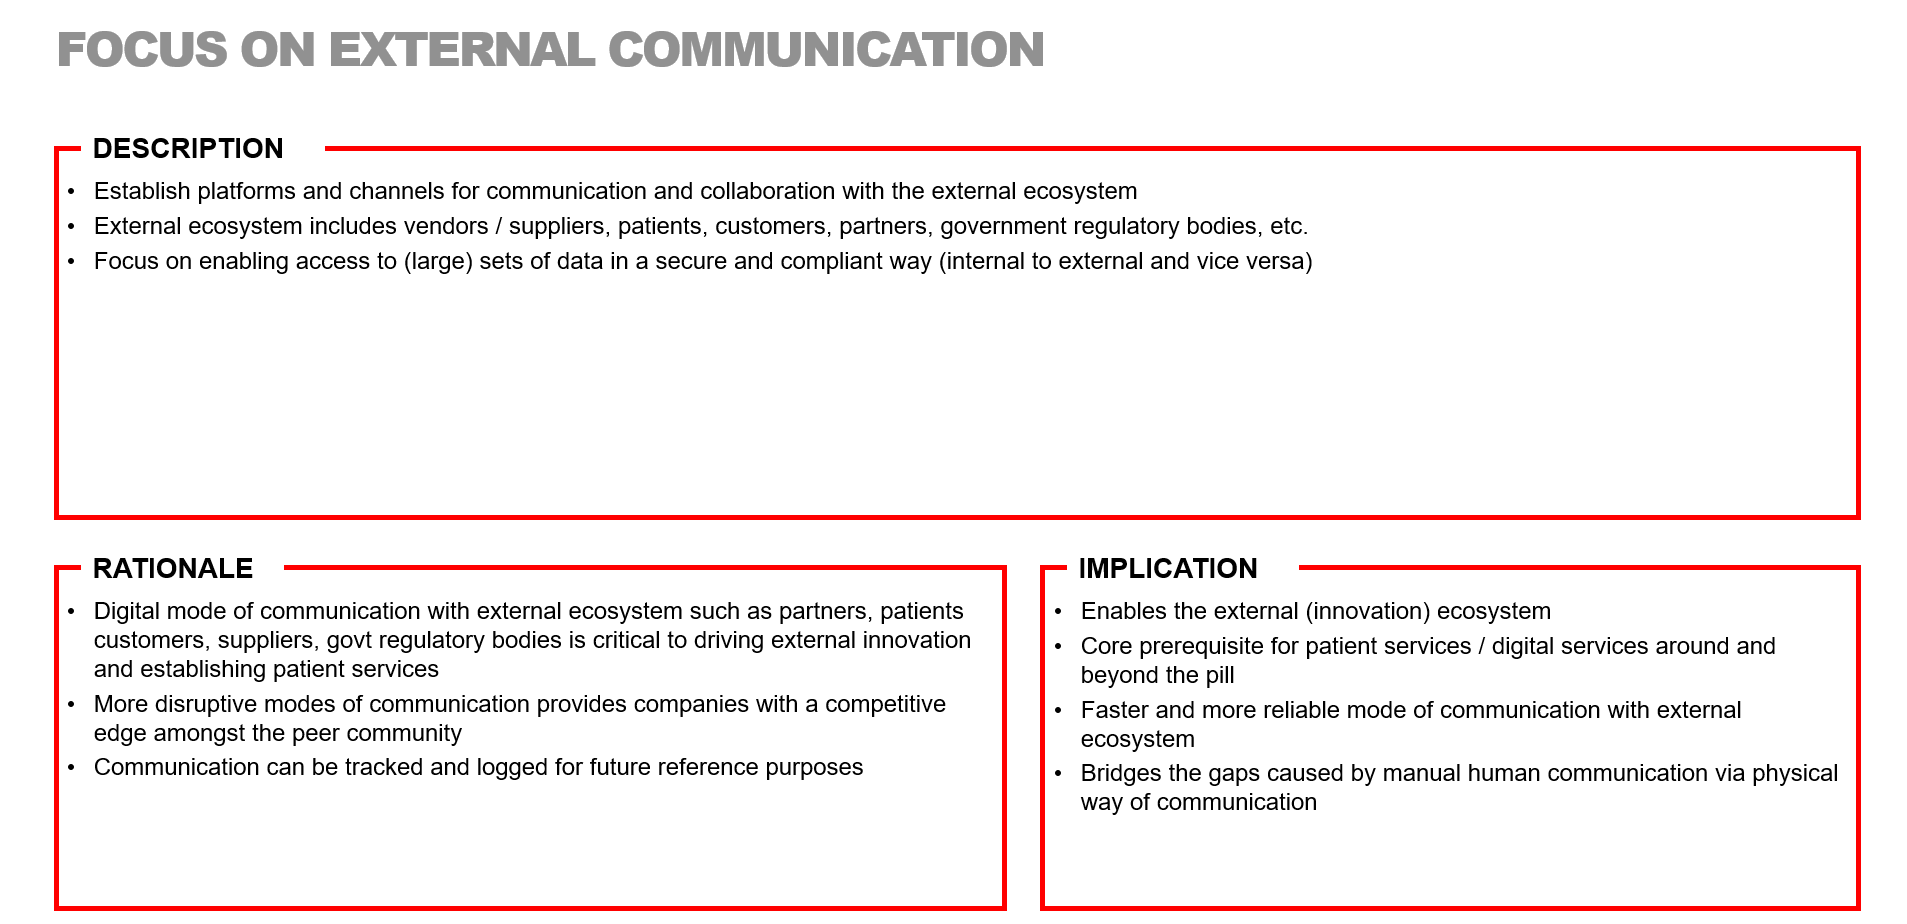 FOCUS ON EXTERNAL COMMUNICATION
DESCRIPTION
• Establish platforms and channels for communication and collaboration with the external ecosystem
• External ecosystem includes vendors / suppliers, patients, customers, partners, government regulatory bodies, etc.
• Focus on enabling access to (large) sets of data in a secure and compliant way (internal to external and vice versa)
RATIONALE
• Digital mode of communication with external ecosystem such as partners, patients
customers, suppliers, govt regulatory bodies is critical to driving external innovation
and establishing patient services
• More disruptive modes of communication provides companies with a competitive
edge amongst the peer community
• Communication can be tracked and logged for future reference purposes
IMPLICATION
• Enables the external (innovation) ecosystem
• Core prerequisite for patient services / digital services around and
beyond the pill
• Faster and more reliable mode of communication with external
ecosystem
• Bridges the gaps caused by manual human communication via physical
way of communication